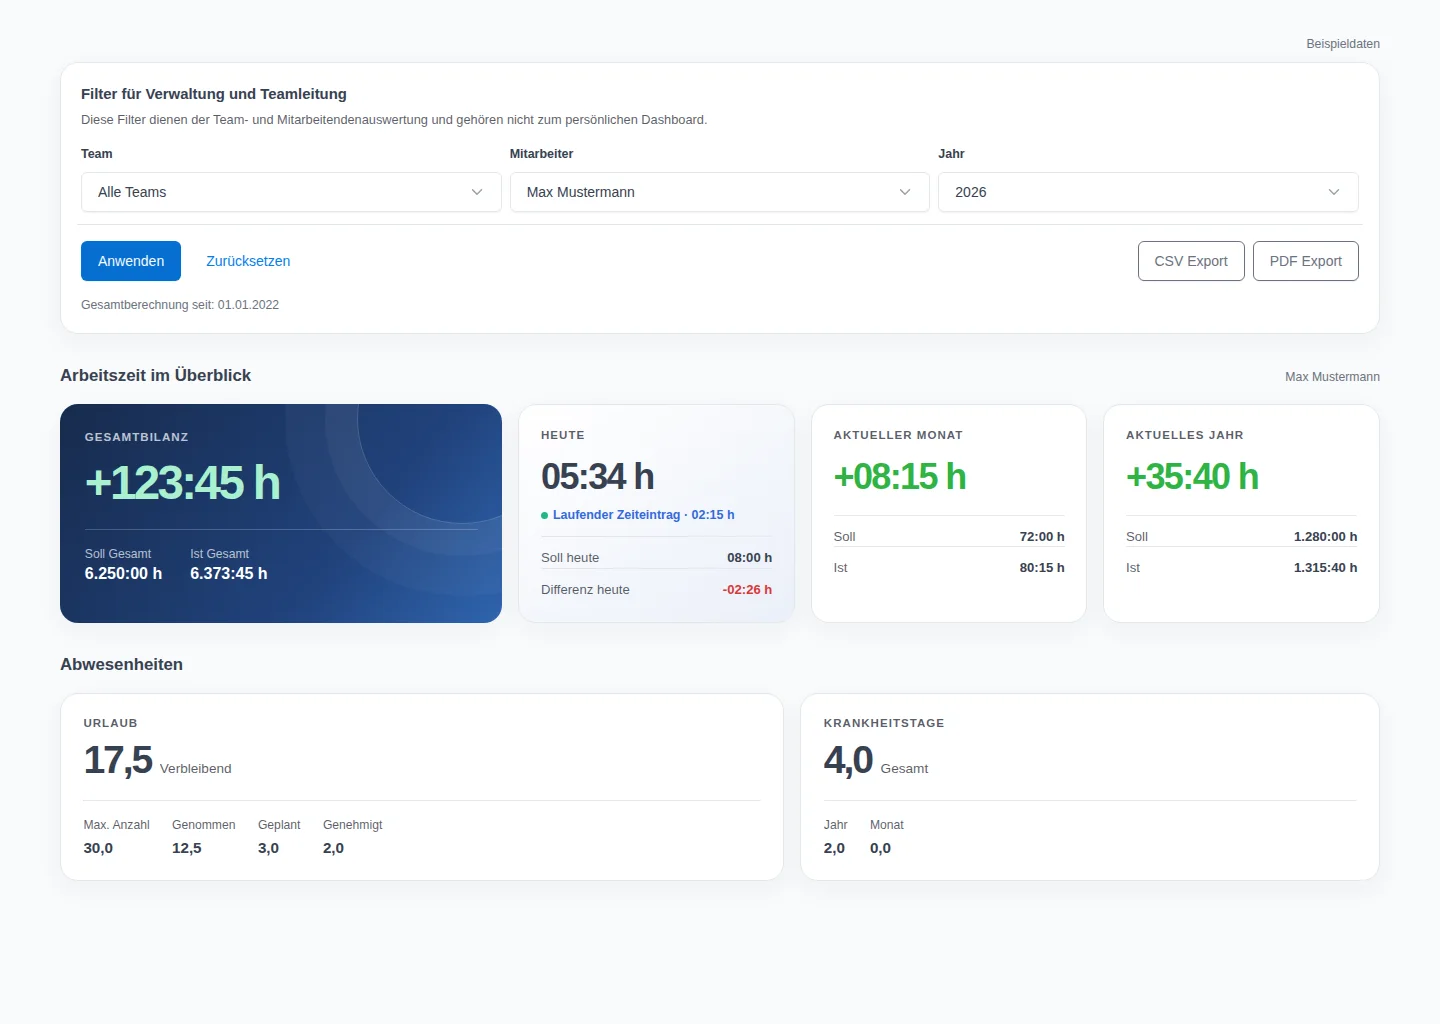 Beispieldaten
Filter für Verwaltung und Teamleitung
Diese Filter dienen der Team- und Mitarbeitendenauswertung und gehören nicht zum persönlichen Dashboard.
Team Mitarbeiter Jahr
Alle Teams Max Mustermann 2026
Anwenden Zurücksetzen CSV Export PDF Export
Gesamtberechnung seit: 01.01.2022
Arbeitszeit im Überblick Max Mustermann
GESAMTBILANZ
+123:45 h
Soll Gesamt Ist Gesamt
6.250:00 h 6.373:45 h
HEUTE
05:34 h
Laufender Zeiteintrag · 02:15 h
Soll heute 08:00 h
Differenz heute -02:26 h
AKTUELLER MONAT
+08:15 h
Soll 72:00 h
Ist 80:15 h
AKTUELLES JAHR
+35:40 h
Soll 1.280:00 h
Ist 1.315:40 h
Abwesenheiten
URLAUB
17,5 Verbleibend
Max. Anzahl Genommen Geplant Genehmigt
30,0 12,5 3,0 2,0
KRANKHEITSTAGE
4,0 Gesamt
Jahr Monat
2,0 0,0